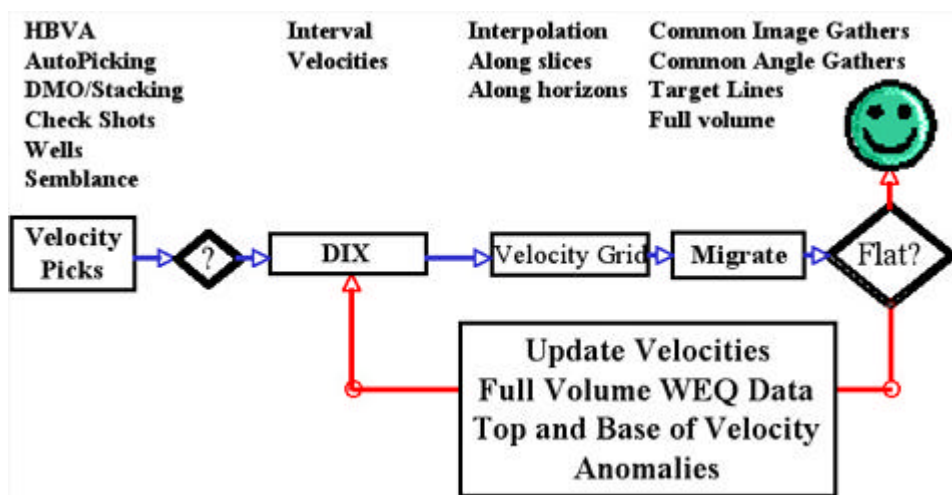 HBVA
AutoPicking
DMO/Stacking
Check Shots
Wells
Semblance
Interval
Velocities
Interpolation
Along slices
Along horizons
Common Image Gathers
Common Angle Gathers
Target Lines
Full volume
Velocity
Picks
?
DIX
Velocity Grid
Migrate
Flat?
Update Velocities
Full Volume WEQ Data
Top and Base of Velocity
Anomalies